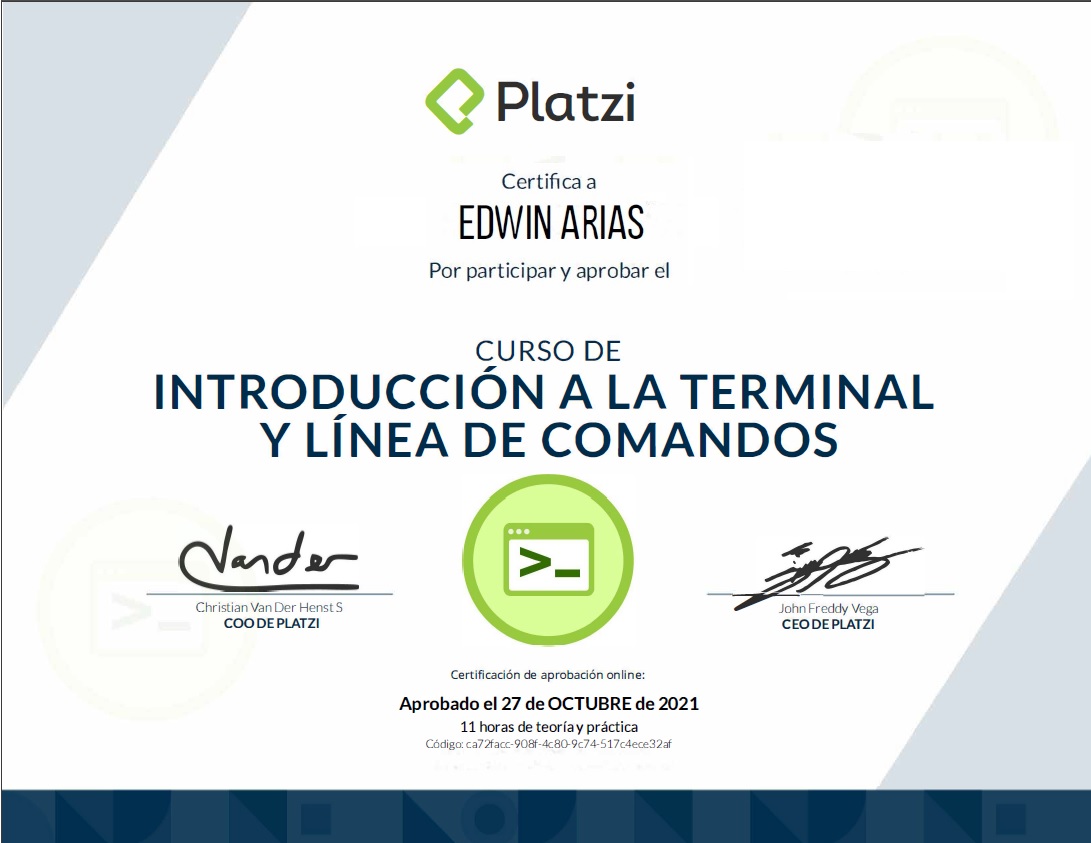 Platzi
Certifica a
EDWIN ARIAS
Por participar y aprobar el
CURSO DE
INTRODUCCIÓN A LA TERMINAL
Y LÍNEA DE COMANDOS
>_
Vander
Christian Van Der Henst S
COO DE PLATZI
John Freddy Vega
CEO DE PLATZI
Certificación de aprobación online:
Aprobado el 27 de OCTUBRE de 2021
11 horas de teoría y práctica
Código: ca72facc-908f-4c80-9c74-517c4ece32af